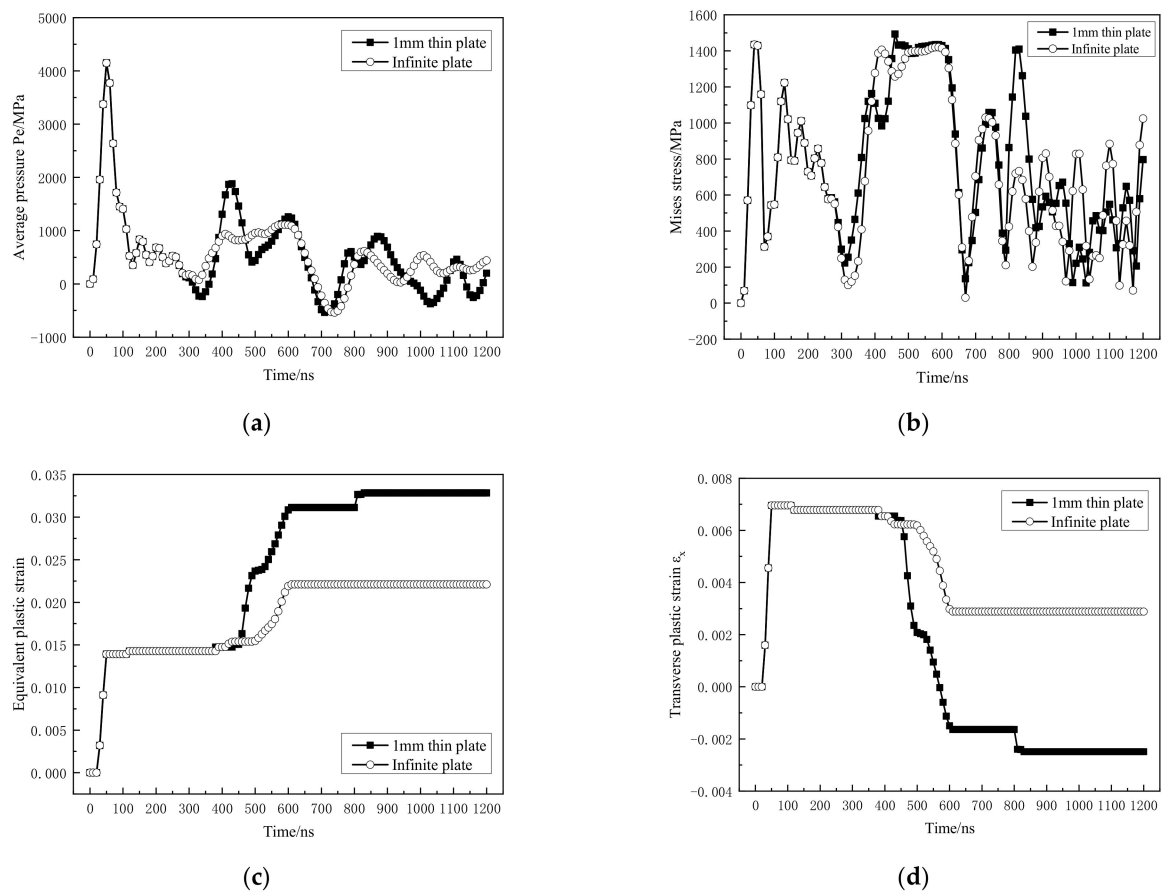 5000
4000
3000
2000
1000
0
−1000
Average pressure Pe/MPa
1mm thin plate
Infinite plate
0 100 200 300 400 500 600 700 800 900 1000 1100 1200
Time/ns
(a)
1600
1400
1200
1000
800
600
400
200
0
−200
Mises stress/MPa
1mm thin plate
Infinite plate
0 100 200 300 400 500 600 700 800 900 1000 1100 1200
Time/ns
(b)
0.035
0.030
0.025
0.020
0.015
0.010
0.005
0.000
Equivalent plastic strain
1mm thin plate
Infinite plate
0 100 200 300 400 500 600 700 800 900 1000 1100 1200
Time/ns
(c)
0.008
0.006
0.004
0.002
0.000
−0.002
−0.004
Transverse plastic strain εₓ
1mm thin plate
Infinite plate
0 100 200 300 400 500 600 700 800 900 1000 1100 1200
Time/ns
(d)